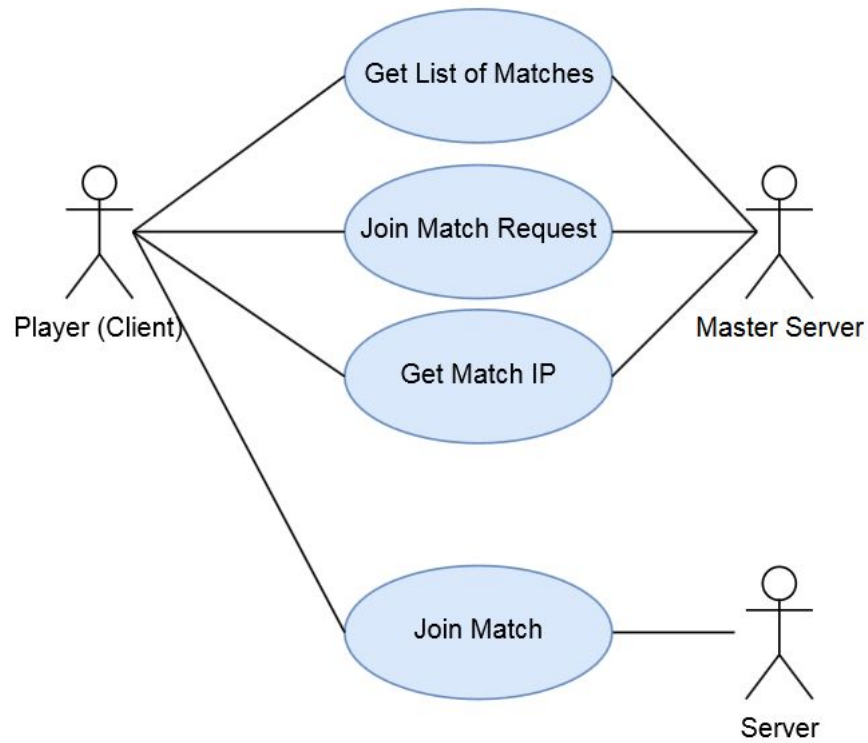 Get List of Matches
Join Match Request
Player (Client)
Master Server
Get Match IP
Join Match
Server